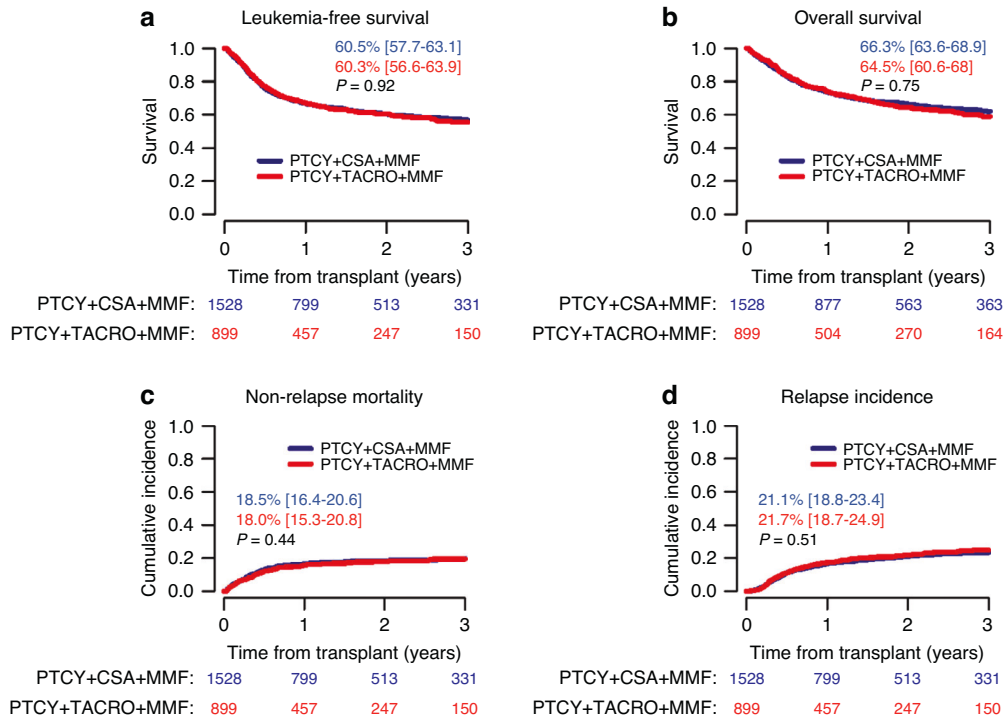 a Leukemia-free survival
60.5% [57.7-63.1]
60.3% [56.6-63.9]
P = 0.92
1.0
0.8
0.6
0.4
0.2
0.0
Survival
PTCY+CSA+MMF
PTCY+TACRO+MMF
0 1 2 3
Time from transplant (years)
PTCY+CSA+MMF: 1528 799 513 331
PTCY+TACRO+MMF: 899 457 247 150
b Overall survival
66.3% [63.6-68.9]
64.5% [60.6-68]
P = 0.75
1.0
0.8
0.6
0.4
0.2
0.0
Survival
PTCY+CSA+MMF
PTCY+TACRO+MMF
0 1 2 3
Time from transplant (years)
PTCY+CSA+MMF: 1528 877 563 363
PTCY+TACRO+MMF: 899 504 270 164
c Non-relapse mortality
1.0
0.8
0.6
0.4
0.2
0.0
Cumulative incidence
PTCY+CSA+MMF
PTCY+TACRO+MMF
18.5% [16.4-20.6]
18.0% [15.3-20.8]
P = 0.44
0 1 2 3
Time from transplant (years)
PTCY+CSA+MMF: 1528 799 513 331
PTCY+TACRO+MMF: 899 457 247 150
d Relapse incidence
1.0
0.8
0.6
0.4
0.2
0.0
Cumulative incidence
PTCY+CSA+MMF
PTCY+TACRO+MMF
21.1% [18.8-23.4]
21.7% [18.7-24.9]
P = 0.51
0 1 2 3
Time from transplant (years)
PTCY+CSA+MMF: 1528 799 513 331
PTCY+TACRO+MMF: 899 457 247 150